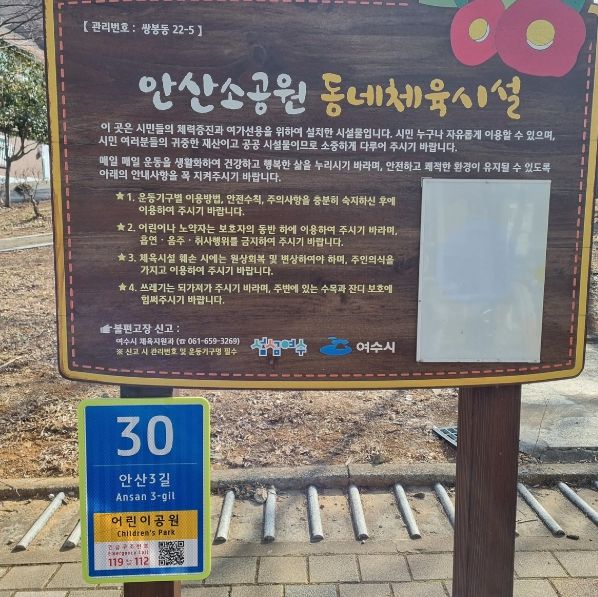 【 관리번호 : 쌍봉동 22-5 】
안산소공원 동네체육시설
이 곳은 시민들의 체력증진과 여가선용을 위하여 설치한 시설물입니다. 시민 누구나 자유롭게 이용할 수 있으며,
시민 여러분들의 귀중한 재산이고 공공 시설물이므로 소중하게 다루어 주시기 바랍니다.
매일 매일 운동을 생활화하여 건강하고 행복한 삶을 누리시기 바라며, 안전하고 쾌적한 환경이 유지될 수 있도록
아래의 안내사항을 꼭 지켜주시기 바랍니다.
★1. 운동기구별 이용방법, 안전수칙, 주의사항을 충분히 숙지하신 후에
이용하여 주시기 바랍니다.
★2. 어린이나 노약자는 보호자의 동반 하에 이용하여 주시기 바라며,
흡연 · 음주 · 취사행위를 금지하여 주시기 바랍니다.
★3. 체육시설 훼손 시에는 원상회복 및 변상하여야 하며, 주인의식을
가지고 이용하여 주시기 바랍니다.
★4. 쓰레기는 되가져가 주시기 바라며, 주변에 있는 수목과 잔디 보호에
힘써주시기 바랍니다.
불편고장 신고 :
여수시 체육지원과 (☎ 061-659-3269)
※ 신고 시 관리번호 및 운동기구명 필수
섬섬여수 여수시
30
안산3길
Ansan 3-gil
어린이공원
Children's Park
긴급구조번호
Emergence Call
119 및 112